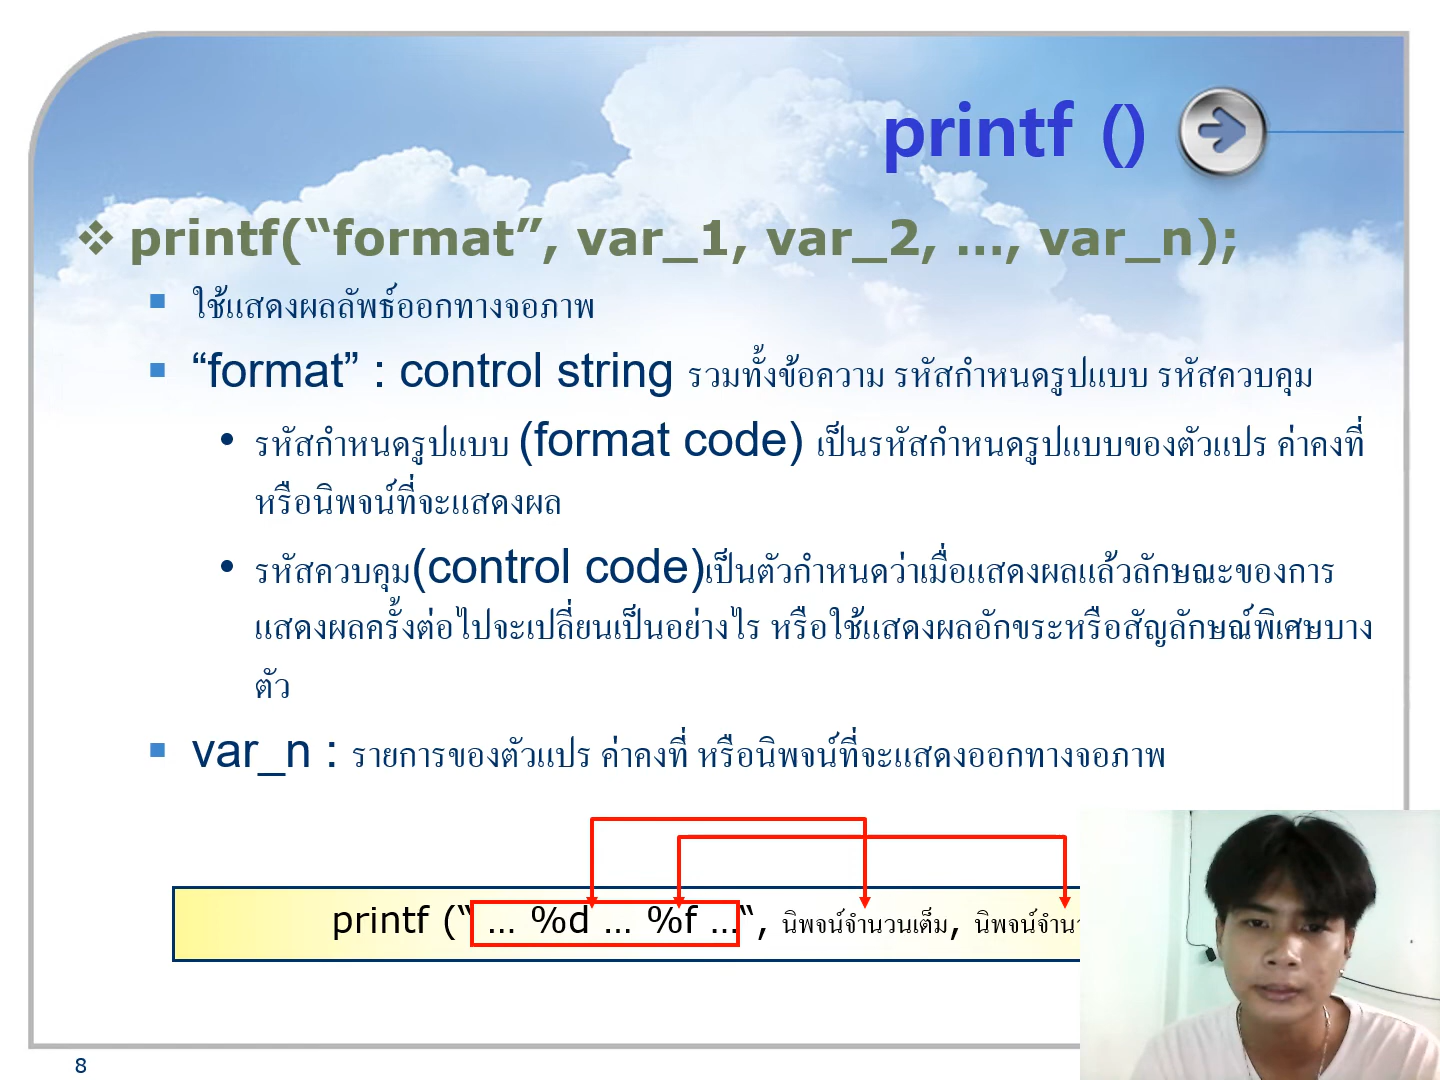 printf ()
printf(“format”, var_1, var_2, …, var_n);
ใช้แสดงผลลัพธ์ออกทางจอภาพ
“format” : control string รวมทั้งข้อความ รหัสกำหนดรูปแบบ รหัสควบคุม
รหัสกำหนดรูปแบบ (format code) เป็นรหัสกำหนดรูปแบบของตัวแปร ค่าคงที่
หรือนิพจน์ที่จะแสดงผล
รหัสควบคุม(control code)เป็นตัวกำหนดว่าเมื่อแสดงผลแล้วลักษณะของการ
แสดงผลครั้งต่อไปจะเปลี่ยนเป็นอย่างไร หรือใช้แสดงผลอักขระหรือสัญลักษณ์พิเศษบาง
ตัว
var_n : รายการของตัวแปร ค่าคงที่ หรือนิพจน์ที่จะแสดงออกทางจอภาพ
printf (“ … %d … %f …“, นิพจน์จำนวนเต็ม,
8